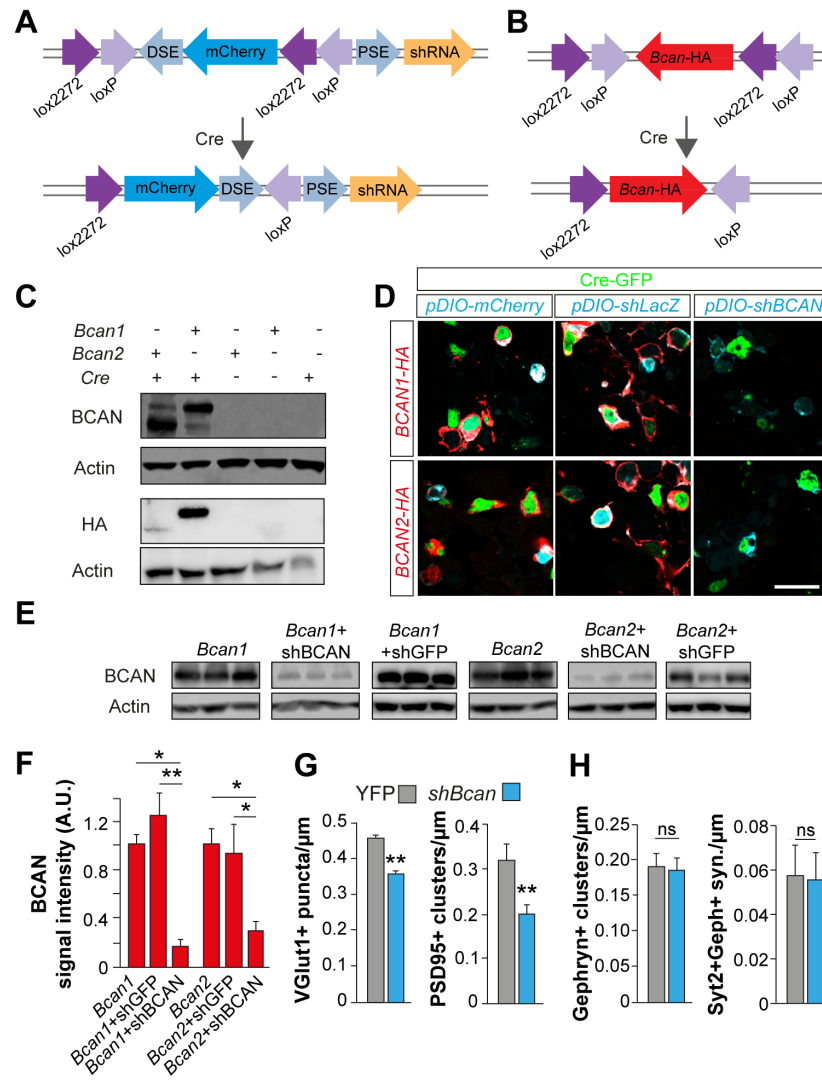 A
DSE mCherry PSE shRNA
lox2272 loxP lox2272 loxP
Cre
mCherry DSE PSE shRNA
lox2272 loxP
B
Bcan-HA
lox2272 loxP lox2272 loxP
Cre
Bcan-HA
lox2272 loxP
C
Bcan1 - + - + -
Bcan2 + - + - -
Cre + + - - +
BCAN
Actin
HA
Actin
D
Cre-GFP
pDIO-mCherry pDIO-shLacZ pDIO-shBCAN
BCAN1-HA
BCAN2-HA
E
Bcan1 Bcan1+ shBCAN Bcan1 +shGFP Bcan2 Bcan2+ shBCAN Bcan2+ shGFP
BCAN
Actin
F
BCAN
signal intensity (A.U.)
1.2
0.8
0.4
0
* ** * *
Bcan1 Bcan1+shGFP Bcan1+shBCAN Bcan2 Bcan2+shGFP Bcan2+shBCAN
G
YFP shBcan
VGlut1+ puncta/μm
0.5
0.4
0.3
0.2
0.1
0
**
PSD95+ clusters/μm
0.4
0.3
0.2
0.1
0
**
H
Gephryn+ clusters/μm
0.25
0.20
0.15
0.10
0.05
0.00
ns
Syt2+Geph+ syn./μm
0.08
0.06
0.04
0.02
0.00
ns